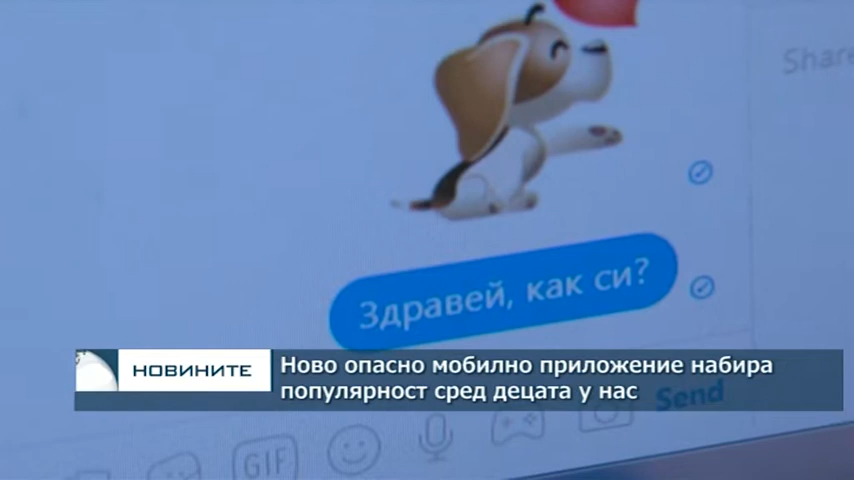 Share
Здравей, как си?
НОВИНИТЕ
Ново опасно мобилно приложение набира
популярност сред децата у нас
Send
GIF